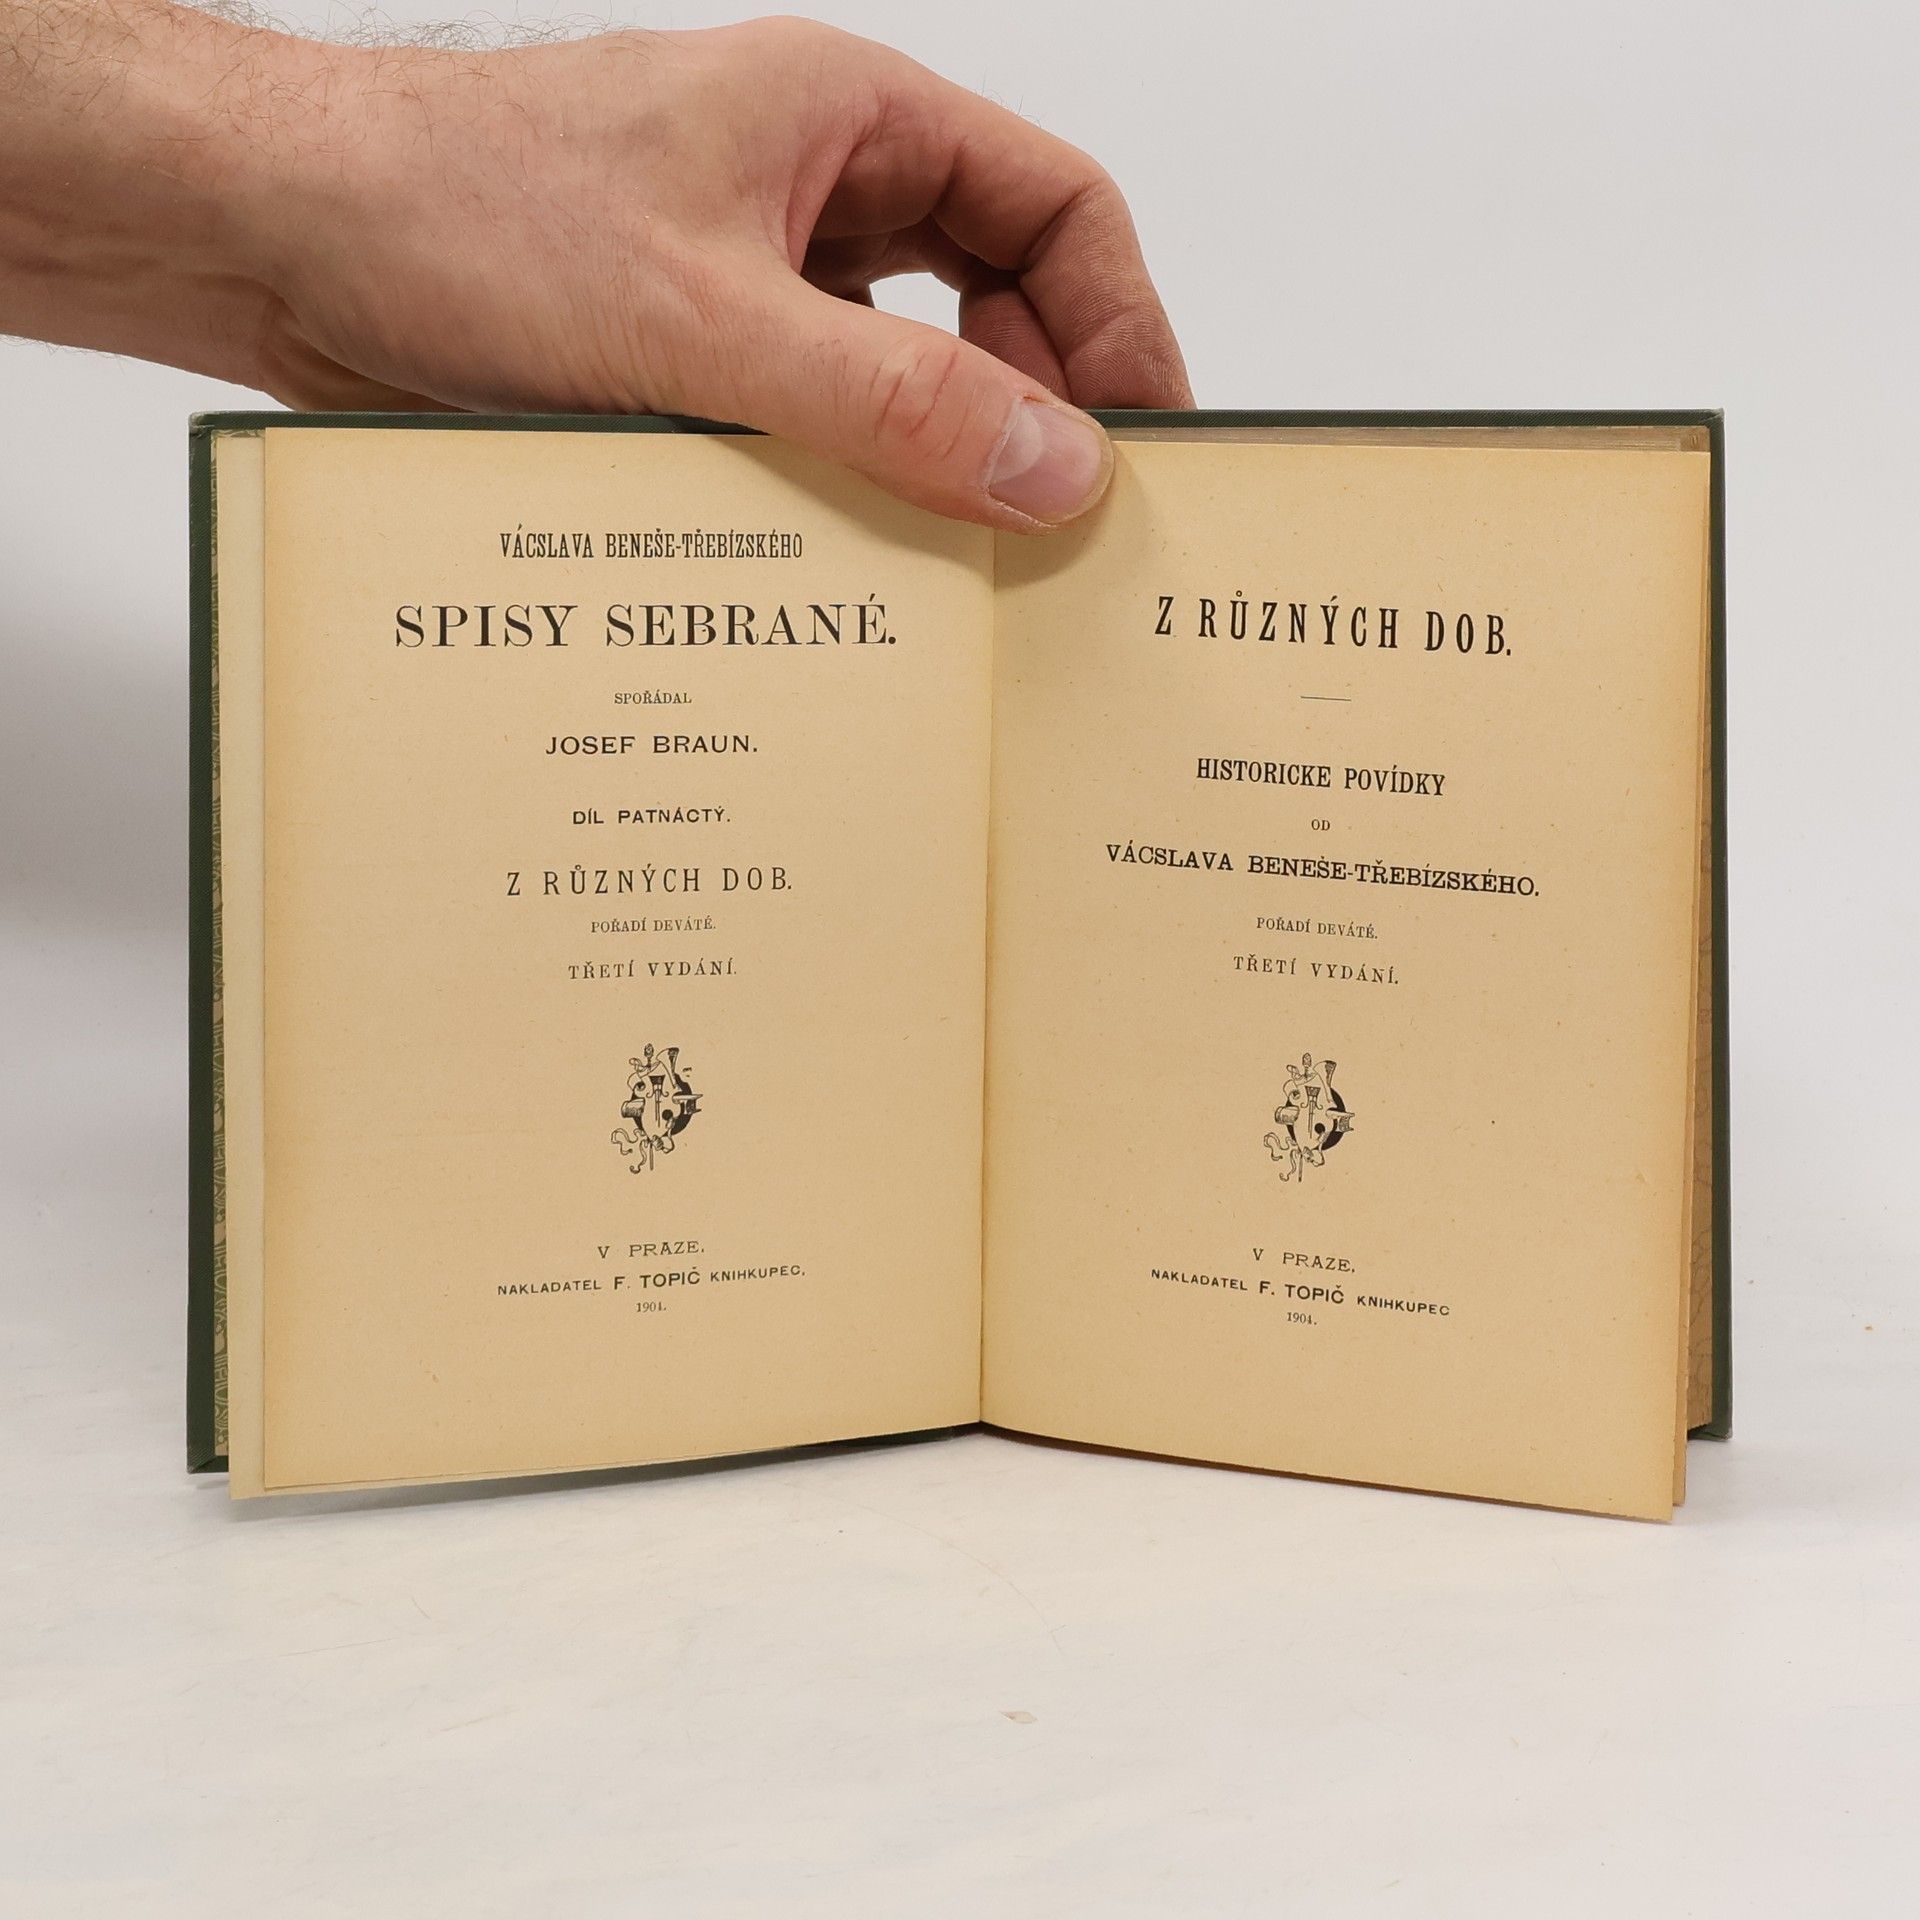 VÁCSLAVA BENEŠE-TŘEBÍZSKÉHO
SPISY SEBRANÉ.
SPOŘÁDAL
JOSEF BRAUN.
DÍL PATNÁCTÝ.
Z RŮZNÝCH DOB.
POŘADÍ DEVÁTÉ.
TŘETÍ VYDÁNÍ.
V PRAZE.
NAKLADATEL F. TOPIČ KNIHKUPEC.
1904.
Z RŮZNÝCH DOB.
HISTORICKE POVÍDKY
OD
VÁCSLAVA BENEŠE-TŘEBÍZSKÉHO.
POŘADÍ DEVÁTÉ.
TŘETÍ VYDÁNÍ.
V PRAZE.
NAKLADATEL F. TOPIČ KNIHKUPEC
1904.